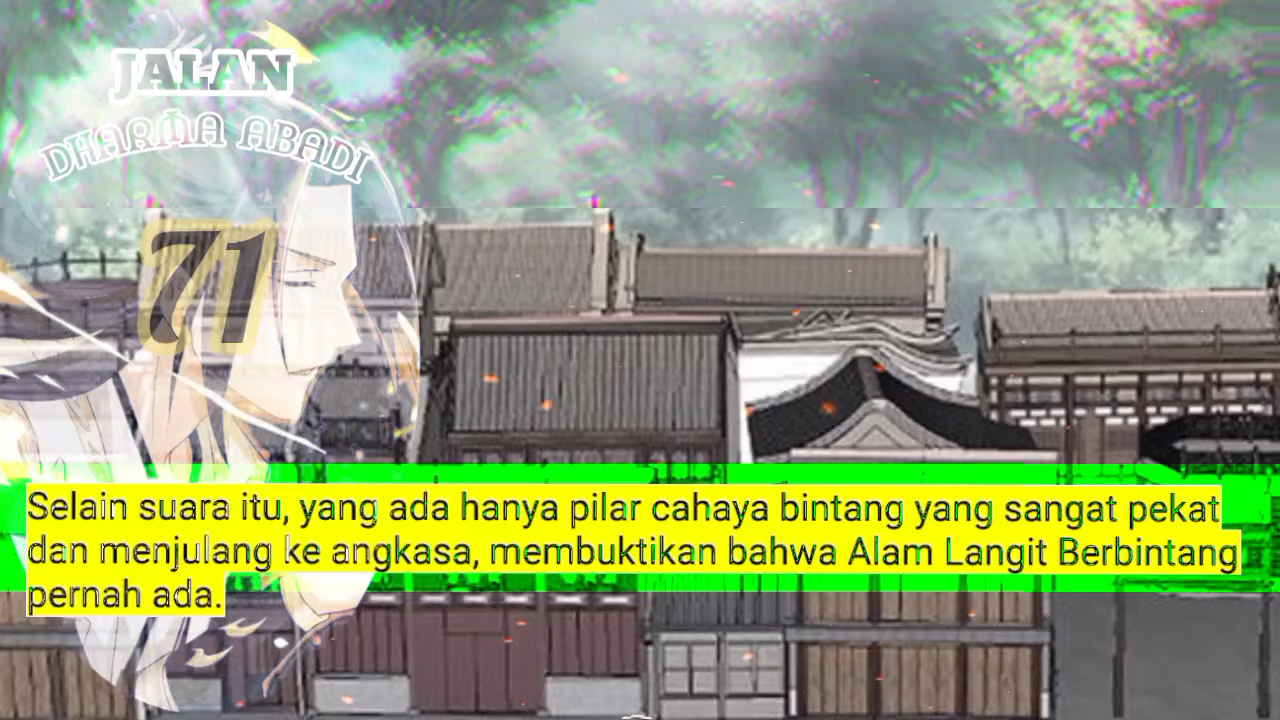 JALAN
DHARMA ABADI
71
Selain suara itu, yang ada hanya pilar cahaya bintang yang sangat pekat
dan menjulang ke angkasa, membuktikan bahwa Alam Langit Berbintang
pernah ada.